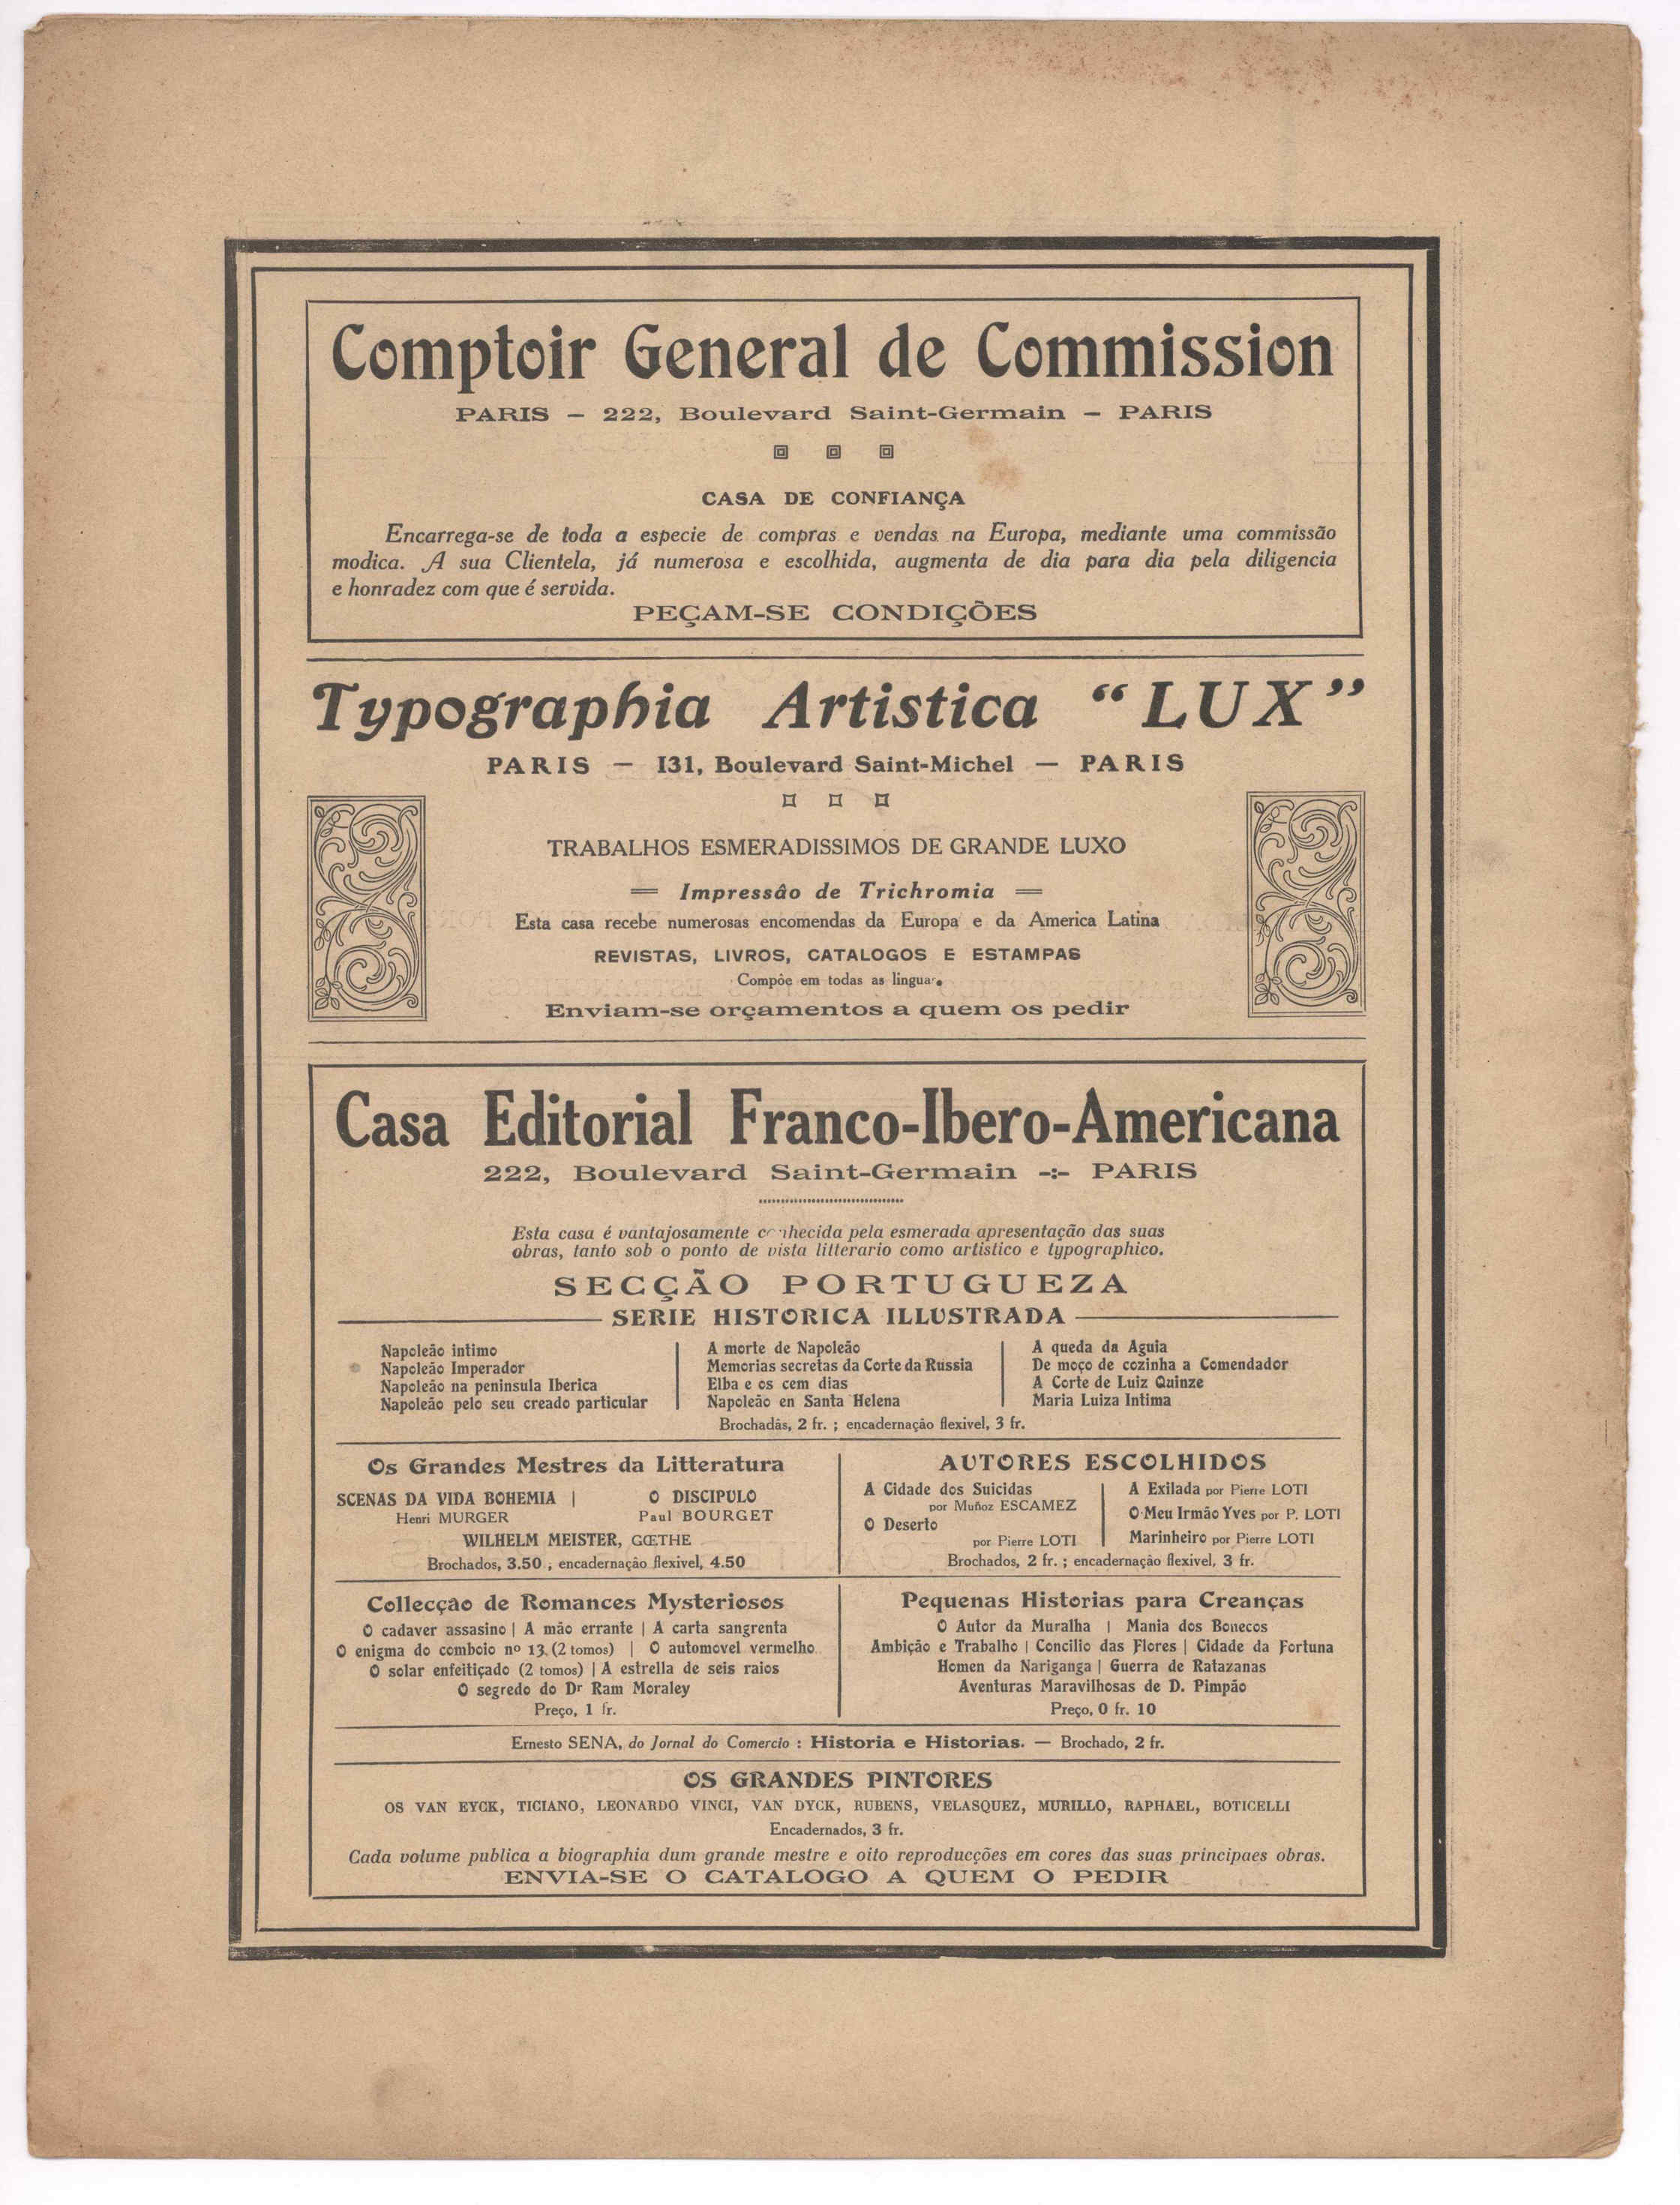 Comptoir General de Commission
PARIS — 222, Boulevard Saint-Germain — PARIS
CASA DE CONFIANÇA
Encarrega-se de toda a especie de compras e vendas na Europa, mediante uma commissão
modica. A sua Clientela, já numerosa e escolhida, augmenta de dia para dia pela diligencia
e honradez com que é servida.
PEÇAM-SE CONDIÇÕES
Typographia Artistica “LUX”
PARIS — 131, Boulevard Saint-Michel — PARIS
TRABALHOS ESMERADISSIMOS DE GRANDE LUXO
Impressâo de Trichromia
Esta casa recebe numerosas encomendas da Europa e da America Latina
REVISTAS, LIVROS, CATALOGOS E ESTAMPAS
Compôe em todas as linguas.
Enviam-se orçamentos a quem os pedir
Casa Editorial Franco-Ibero-Americana
222, Boulevard Saint-Germain -:- PARIS
Esta casa é vantajosamente conhecida pela esmerada apresentação das suas
obras, tanto sob o ponto de vista litterario como artistico e typographico.
SECÇÃO PORTUGUEZA
SERIE HISTORICA ILLUSTRADA
Napoleão intimo
Napoleão Imperador
Napoleão na peninsula Iberica
Napoleão pelo seu creado particular
A morte de Napoleão
Memorias secretas da Corte da Russia
Elba e os cem dias
Napoleão en Santa Helena
A queda da Aguia
De moço de cozinha a Comendador
A Corte de Luiz Quinze
Maria Luiza Intima
Brochadas, 2 fr. ; encadernação flexivel, 3 fr.
Os Grandes Mestres da Litteratura
SCENAS DA VIDA BOHEMIA | O DISCIPULO
Henri MURGER Paul BOURGET
WILHELM MEISTER, GŒTHE
Brochados, 3.50 ; encadernação flexivel, 4.50
AUTORES ESCOLHIDOS
A Cidade dos Suicidas
por Muñoz ESCAMEZ
O Deserto
por Pierre LOTI
A Exilada por Pierre LOTI
O Meu Irmão Yves por P. LOTI
Marinheiro por Pierre LOTI
Brochados, 2 fr. ; encadernação flexivel, 3 fr.
Collecção de Romances Mysteriosos
O cadaver assasino | A mão errante | A carta sangrenta
O enigma do comboio nº 13. (2 tomos) | O automovel vermelho
O solar enfeitiçado (2 tomos) | A estrella de seis raios
O segredo do Dr Ram Moraley
Preço, 1 fr.
Pequenas Historias para Creanças
O Autor da Muralha | Mania dos Bonecos
Ambição e Trabalho | Concilio das Flores | Cidade da Fortuna
Homen da Nariganga | Guerra de Ratazanas
Aventuras Maravilhosas de D. Pimpão
Preço, 0 fr. 10
Ernesto SENA, do Jornal do Comercio : Historia e Historias. — Brochado, 2 fr.
OS GRANDES PINTORES
OS VAN EYCK, TICIANO, LEONARDO VINCI, VAN DYCK, RUBENS, VELASQUEZ, MURILLO, RAPHAEL, BOTICELLI
Encadernados, 3 fr.
Cada volume publica a biographia dum grande mestre e oito reproducções em cores das suas principaes obras.
ENVIA-SE O CATALOGO A QUEM O PEDIR